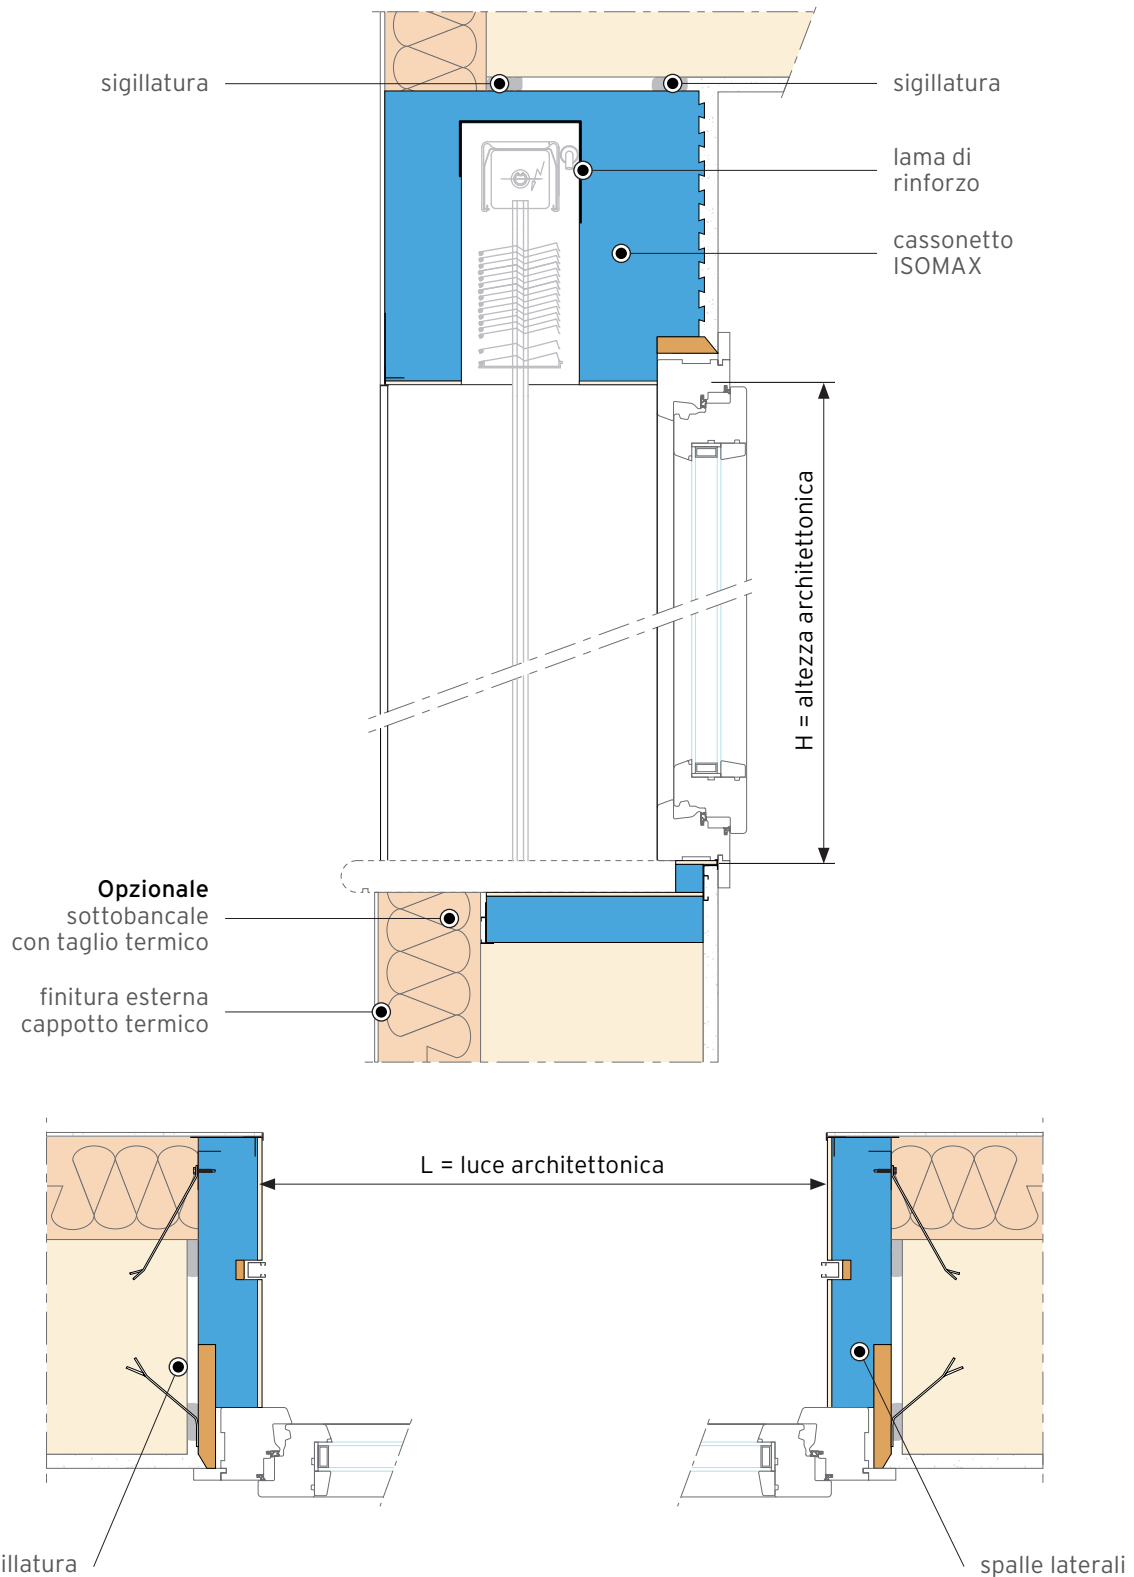 sigillatura
sigillatura
lama di
rinforzo
cassonetto
ISOMAX
H = altezza architettonica
Opzionale
sottobancale
con taglio termico
finitura esterna
cappotto termico
L = luce architettonica
illatura
spalle laterali